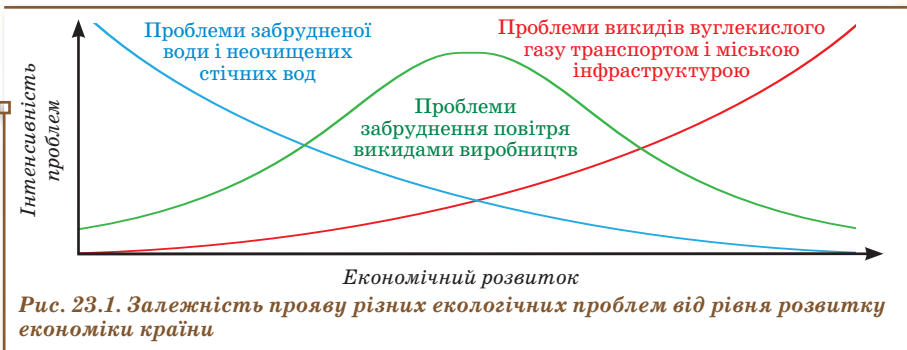 Проблеми забрудненої
води і неочищених
стічних вод
Проблеми викидів вуглекислого
газу транспортом і міською
інфраструктурою
Проблеми
забруднення повітря
викидами виробництв
Інтенсивність
проблем
Економічний розвиток
Рис. 23.1. Залежність прояву різних екологічних проблем від рівня розвитку
економіки країни